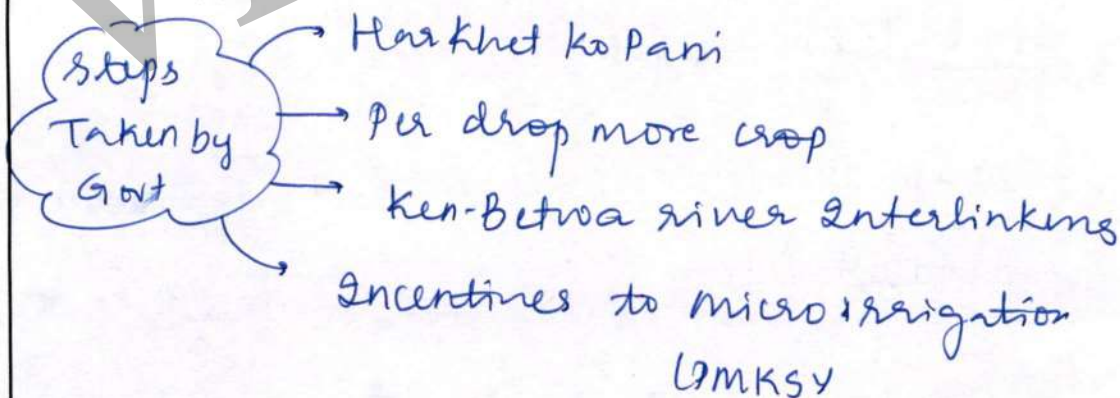 Steps
Taken by
Govt
Har Khet Ko Pani
Per drop more crop
Ken-Betwa river Interlinking
Incentives to micro irrigation
PMKSY